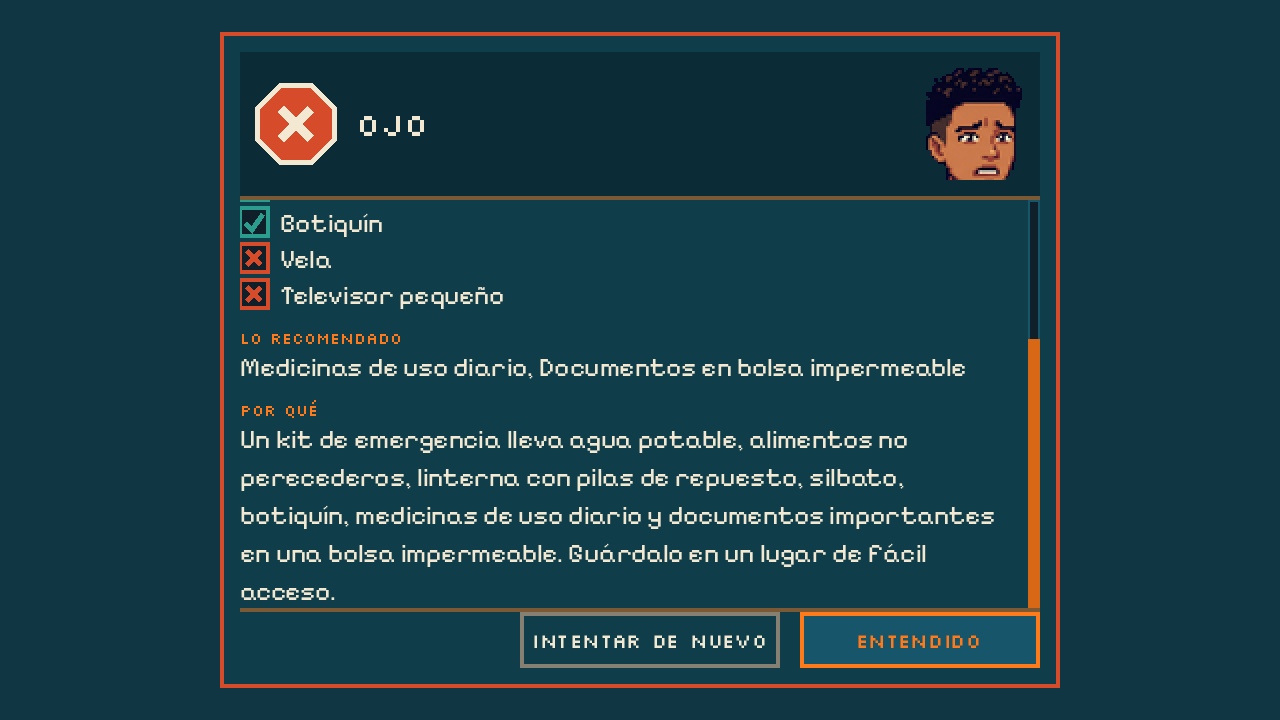 OJO
Botiquín
Vela
Televisor pequeño
LO RECOMENDADO
Medicinas de uso diario, Documentos en bolsa impermeable
POR QUÉ
Un kit de emergencia lleva agua potable, alimentos no
perecederos, linterna con pilas de repuesto, silbato,
botiquín, medicinas de uso diario y documentos importantes
en una bolsa impermeable. Guárdalo en un lugar de fácil
acceso.
INTENTAR DE NUEVO
ENTENDIDO